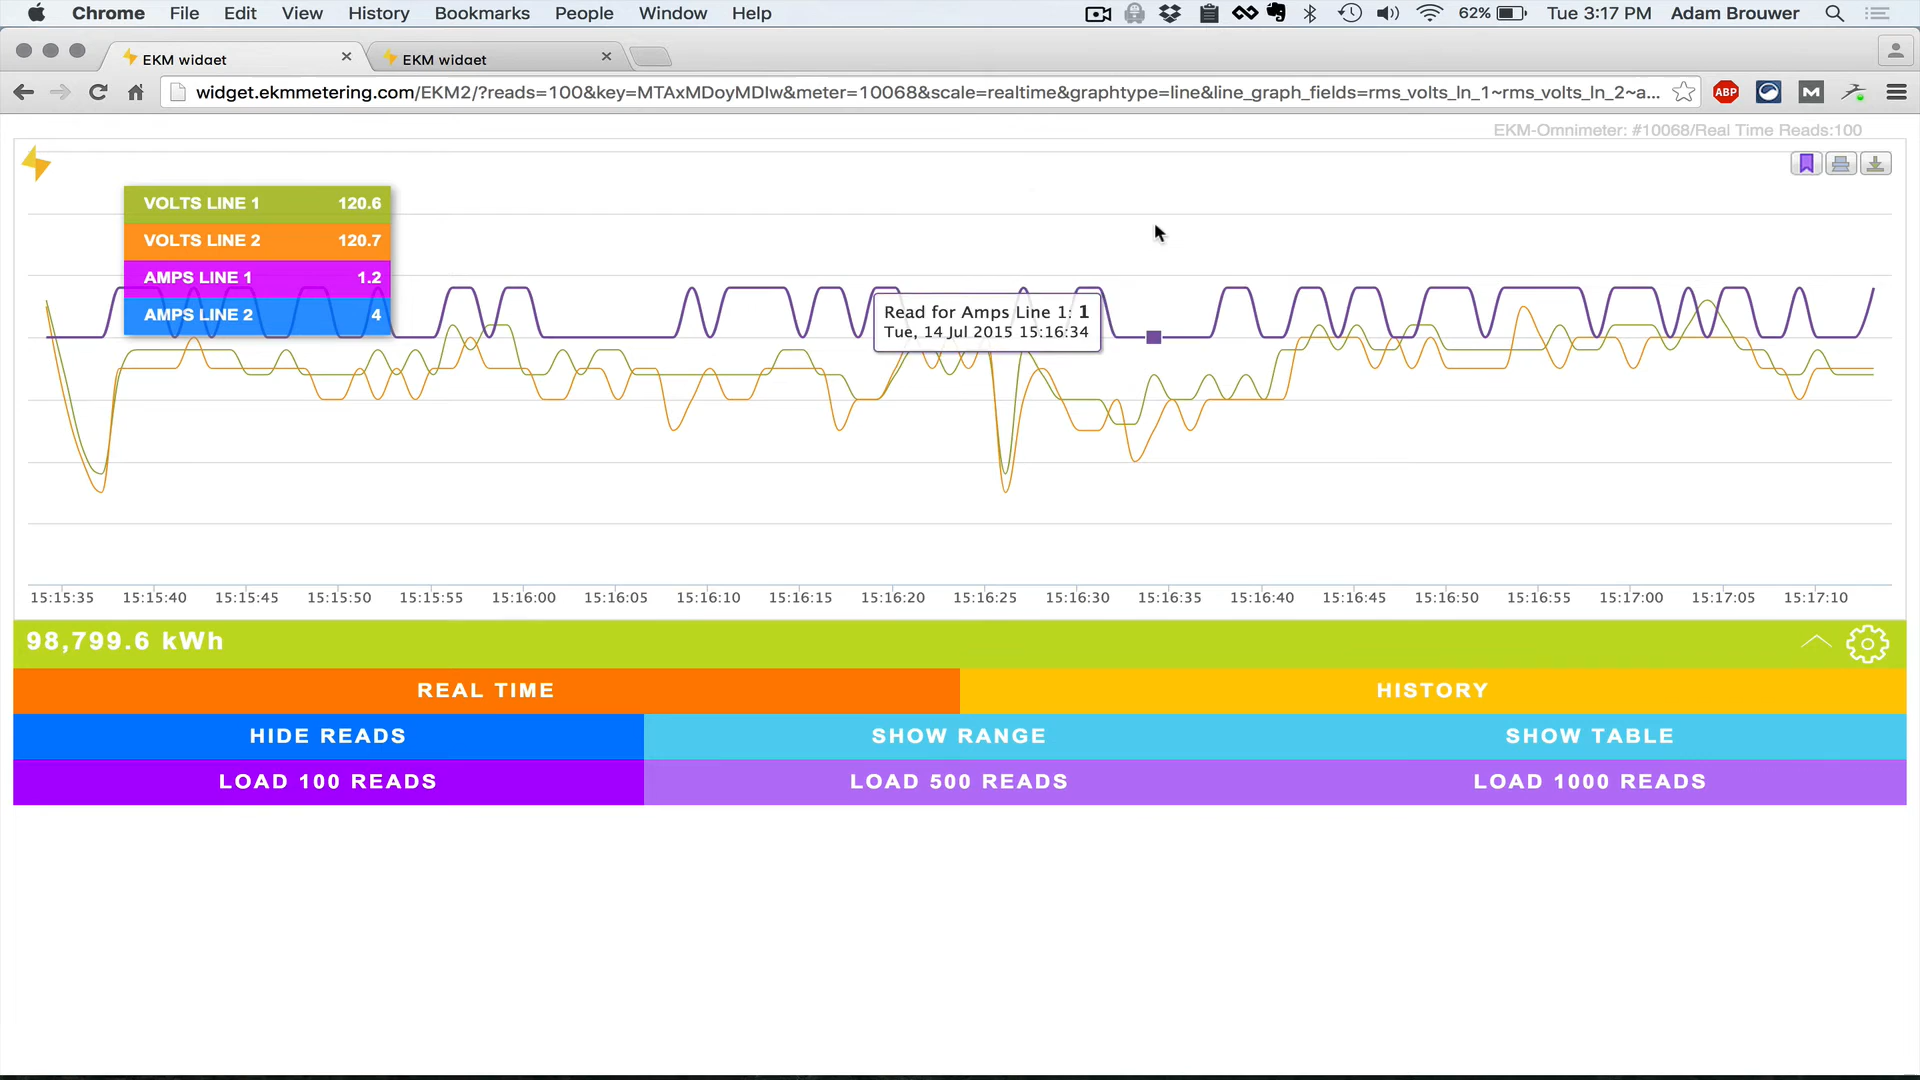 Chrome File Edit View History Bookmarks People Window Help 62% Tue 3:17 PM Adam Brouwer
EKM widget EKM widget
widget.ekmmetering.com/EKM2/?reads=100&key=MTAxMDoyMDIw&meter=10068&scale=realtime&graphtype=line&line_graph_fields=rms_volts_ln_1~rms_volts_ln_2~a... ABP M
EKM-Omnimeter: #10068/Real Time Reads:100
VOLTS LINE 1 120.6
VOLTS LINE 2 120.7
AMPS LINE 1 1.2
AMPS LINE 2 4
Read for Amps Line 1: 1
Tue, 14 Jul 2015 15:16:34
15:15:35 15:15:40 15:15:45 15:15:50 15:15:55 15:16:00 15:16:05 15:16:10 15:16:15 15:16:20 15:16:25 15:16:30 15:16:35 15:16:40 15:16:45 15:16:50 15:16:55 15:17:00 15:17:05 15:17:10
98,799.6 kWh
REAL TIME HISTORY
HIDE READS SHOW RANGE SHOW TABLE
LOAD 100 READS LOAD 500 READS LOAD 1000 READS